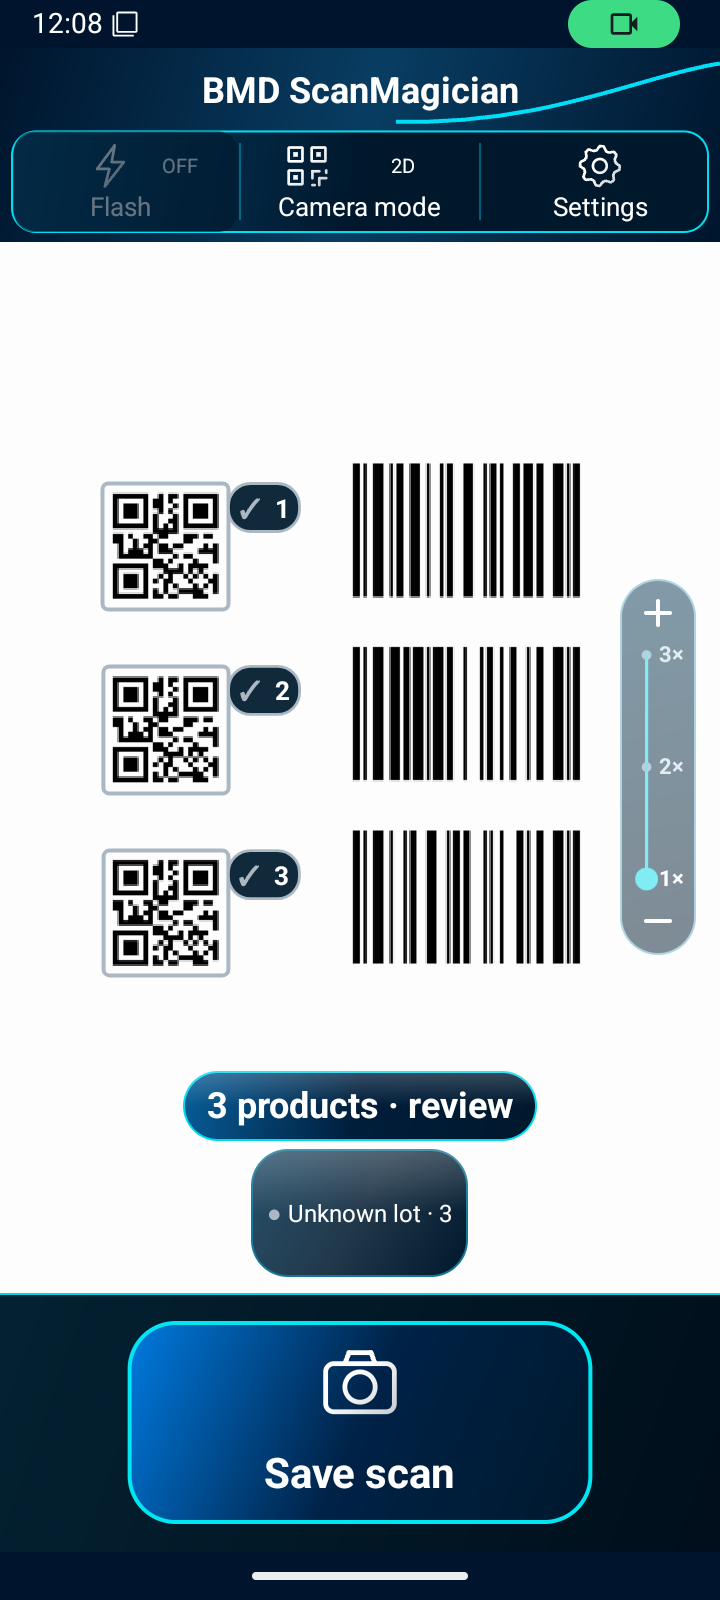 12:08
BMD ScanMagician
OFF
2D
Flash
Camera mode
Settings
✓ 1
✓ 2
✓ 3
3×
2×
1×
3 products · review
Unknown lot · 3
Save scan